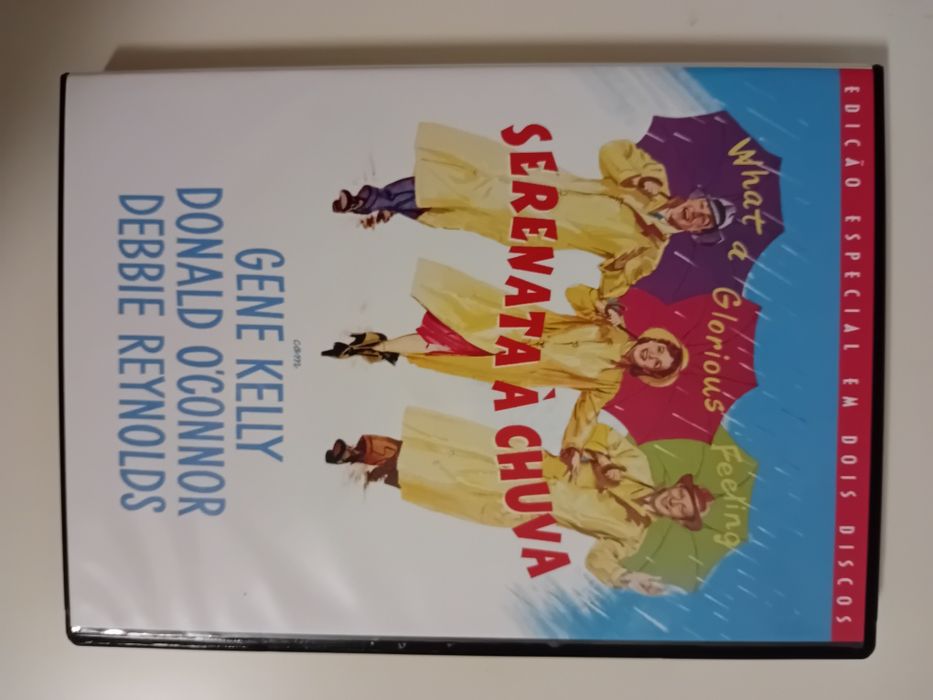 EDIÇÃO ESPECIAL EM DOIS DISCOS
What a Glorious Feeling
SERENATA À CHUVA
com
GENE KELLY
DONALD O'CONNOR
DEBBIE REYNOLDS